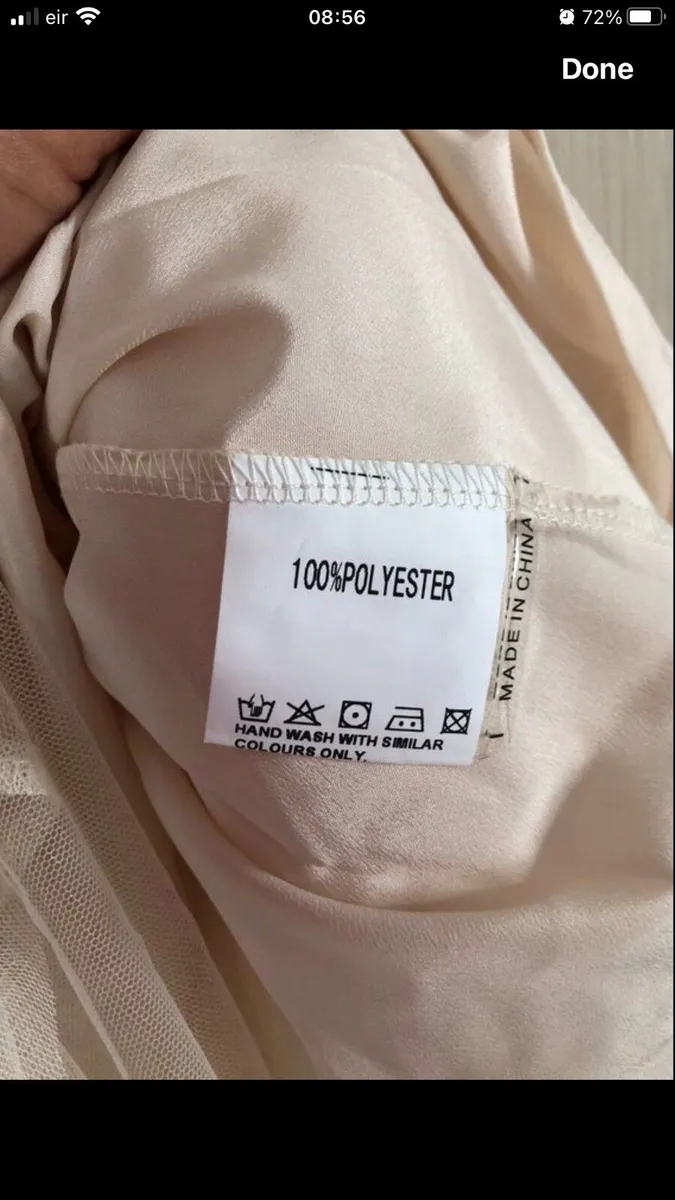 eir 08:56 72%
Done
100%POLYESTER
HAND WASH WITH SIMILAR
COLOURS ONLY.
MADE IN CHINA